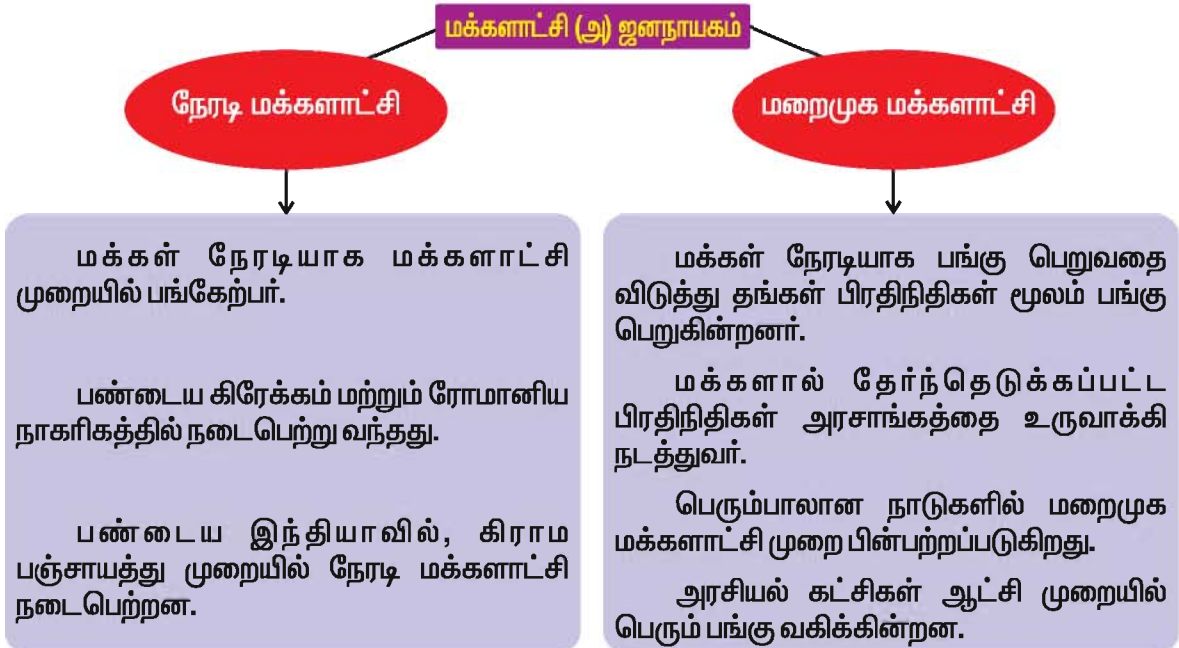 மக்களாட்சி (அ) ஜனநாயகம்
நேரடி மக்களாட்சி
மக்கள் நேரடியாக மக்களாட்சி
முறையில் பங்கேற்பர்.
பண்டைய கிரேக்கம் மற்றும் ரோமானிய
நாகரிகத்தில் நடைபெற்று வந்தது.
பண்டைய இந்தியாவில், கிராம
பஞ்சாயத்து முறையில் நேரடி மக்களாட்சி
நடைபெற்றன.
மறைமுக மக்களாட்சி
மக்கள் நேரடியாக பங்கு பெறுவதை
விடுத்து தங்கள் பிரதிநிதிகள் மூலம் பங்கு
பெறுகின்றனர்.
மக்களால் தேர்ந்தெடுக்கப்பட்ட
பிரதிநிதிகள் அரசாங்கத்தை உருவாக்கி
நடத்துவர்.
பெரும்பாலான நாடுகளில் மறைமுக
மக்களாட்சி முறை பின்பற்றப்படுகிறது.
அரசியல் கட்சிகள் ஆட்சி முறையில்
பெரும் பங்கு வகிக்கின்றன.